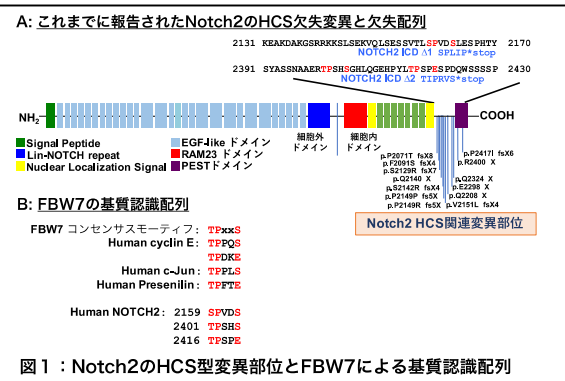 A: これまでに報告されたNotch2のHCS欠失変異と欠失配列
2131 KEAKDAKGSRRKKSLSEKVQLSESSVTLSPVDSLESPHTY 2170
NOTCH2 ICD Δ1 SPLIP*stop
2391 SYASSNAAERTPSHSGHLQGEHPYLTPSPESPDQWSSSSP 2430
NOTCH2 ICD Δ2 TIPRVS*stop
NH2
COOH
Signal Peptide
EGF-like ドメイン
Lin-NOTCH repeat
RAM23 ドメイン
Nuclear Localization Signal
PESTドメイン
細胞外
ドメイン
細胞内
ドメイン
p.P2071T fsX8
p.F2091S fsX4
p.S2129R fsX7
p.Q2140 X
p.S2142R fsX4
p.P2149P fs5X
p.P2149R fs5X
p.P2417I fsX6
p.R2400 X
p.Q2324 X
p.E2298 X
p.Q2208 X
p.V2151L fsX4
Notch2 HCS関連変異部位
B: FBW7の基質認識配列
FBW7 コンセンサスモーティフ: TPxxS
Human cyclin E: TPPQS
TPDKE
Human c-Jun: TPPLS
Human Presenilin: TPFTE
Human NOTCH2: 2159 SPVDS
2401 TPSHS
2416 TPSPE
図1：Notch2のHCS型変異部位とFBW7による基質認識配列